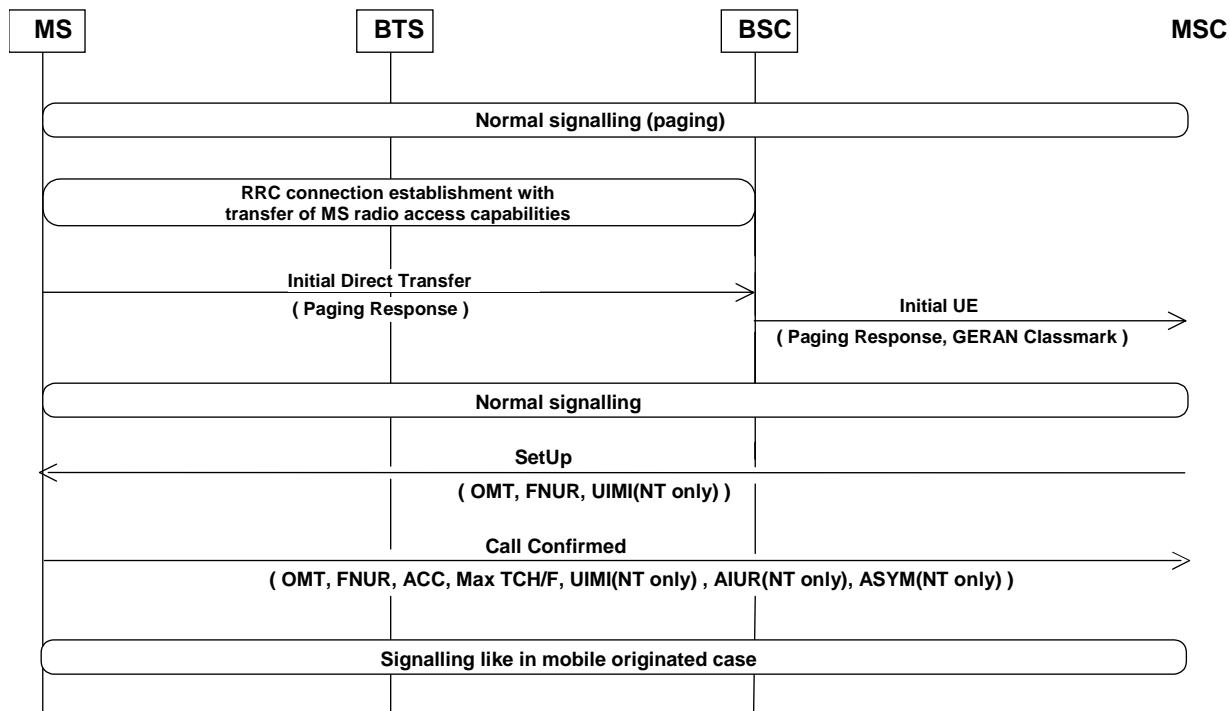 MS BTS BSC MSC
Normal signalling (paging)
RRC connection establishment with
transfer of MS radio access capabilities
Initial Direct Transfer
( Paging Response )
Initial UE
( Paging Response, GERAN Classmark )
Normal signalling
SetUp
( OMT, FNUR, UIMI(NT only) )
Call Confirmed
( OMT, FNUR, ACC, Max TCH/F, UIMI(NT only) , AIUR(NT only), ASYM(NT only) )
Signalling like in mobile originated case